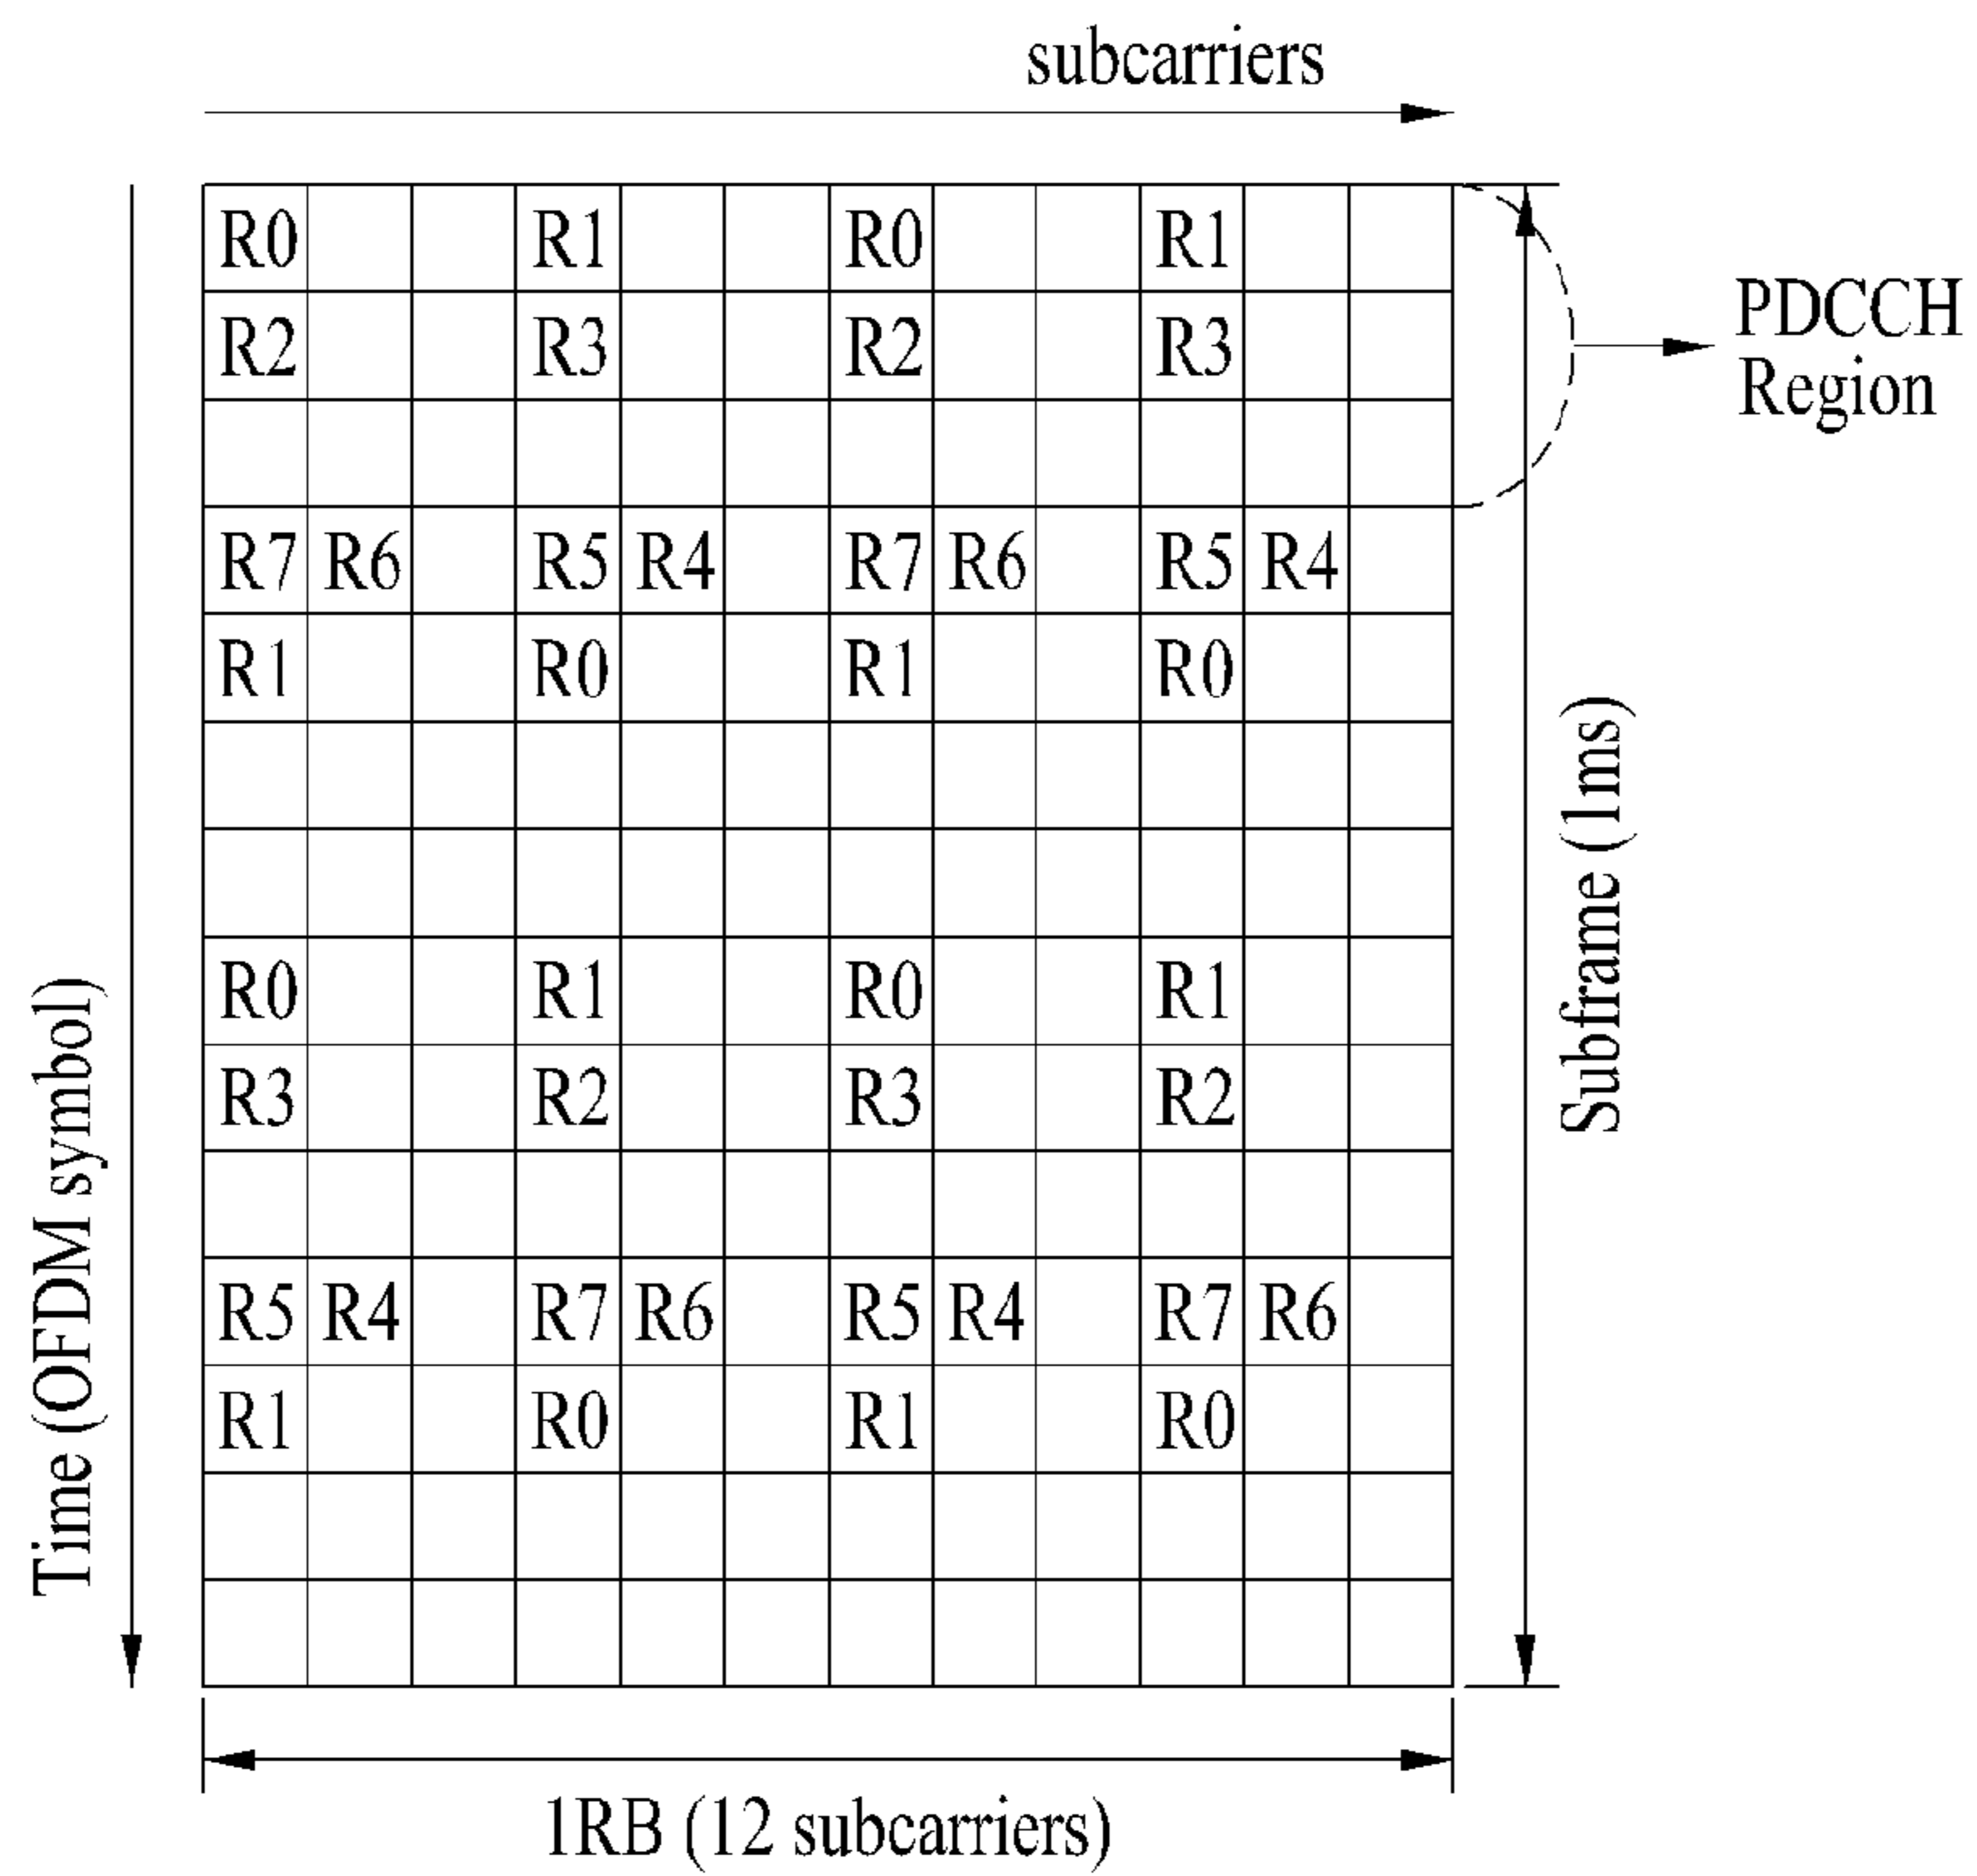 subcarriers
R0 R1 R0 R1
R2 R3 R2 R3
PDCCH
Region
R7 R6 R5 R4 R7 R6 R5 R4
R1 R0 R1 R0
R0 R1 R0 R1
R3 R2 R3 R2
R5 R4 R7 R6 R5 R4 R7 R6
R1 R0 R1 R0
Time (OFDM symbol)
Subframe (1ms)
1RB (12 subcarriers)